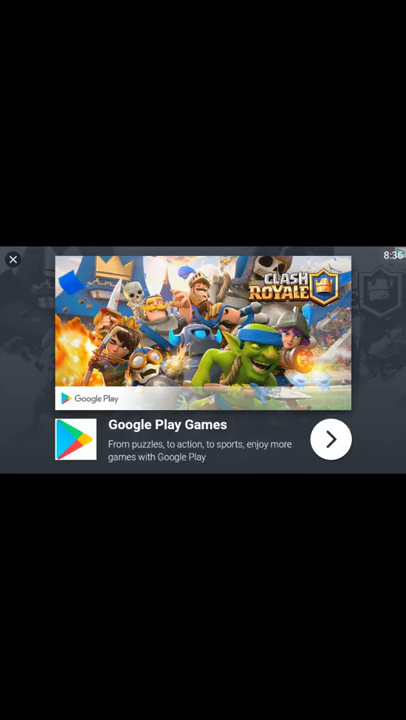 8:36
CLASH
ROYALE
Google Play
Google Play Games
From puzzles, to action, to sports, enjoy more
games with Google Play